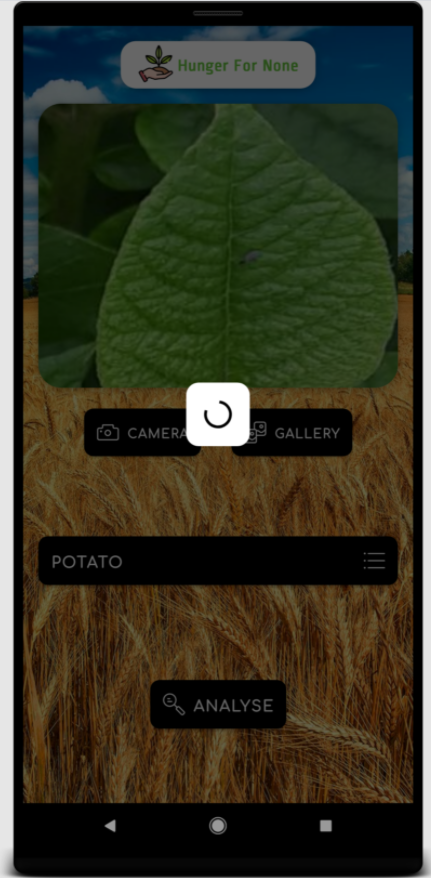 Hunger For None
CAMERA
GALLERY
POTATO
ANALYSE